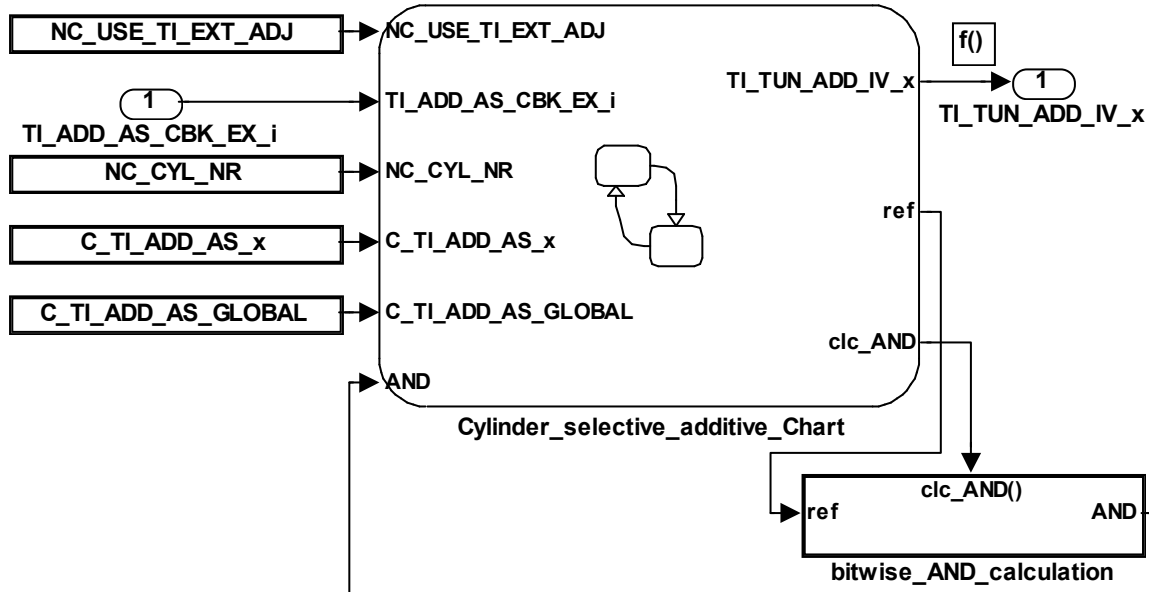 NC_USE_TI_EXT_ADJ
NC_USE_TI_EXT_ADJ
f()
TI_TUN_ADD_IV_x
1
TI_TUN_ADD_IV_x
1
TI_ADD_AS_CBK_EX_i
TI_ADD_AS_CBK_EX_i
NC_CYL_NR
NC_CYL_NR
ref
C_TI_ADD_AS_x
C_TI_ADD_AS_x
C_TI_ADD_AS_GLOBAL
C_TI_ADD_AS_GLOBAL
clc_AND
AND
Cylinder_selective_additive_Chart
clc_AND()
ref
AND
bitwise_AND_calculation